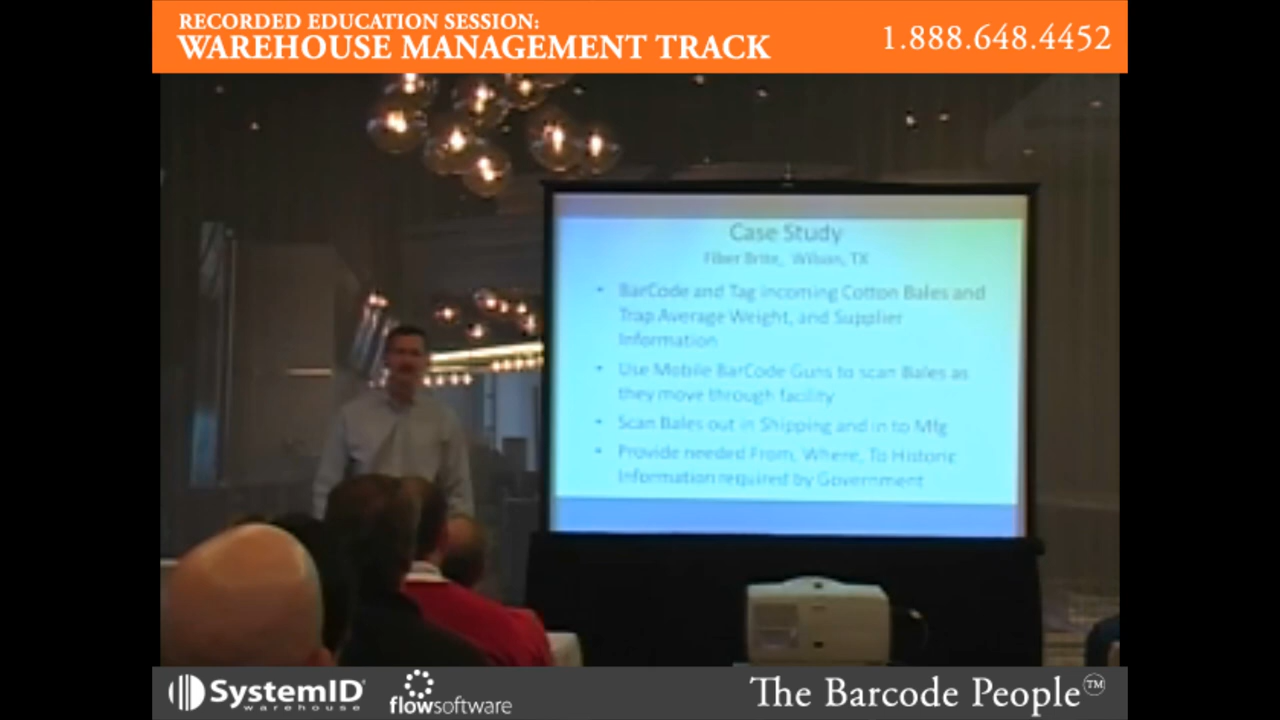 RECORDED EDUCATION SESSION:
WAREHOUSE MANAGEMENT TRACK
1.888.648.4452
Case Study
Fiber Brite, Wilson, TX
• BarCode and Tag incoming Cotton Bales and
Trap Average Weight, and Supplier
Information
• Use Mobile BarCode Guns to scan Bales as
they move through facility
• Scan Bales out in Shipping and in to Mfg
• Provide needed From, Where, To Historic
Information required by Government
SystemID
warehouse
flowsoftware
The Barcode People™